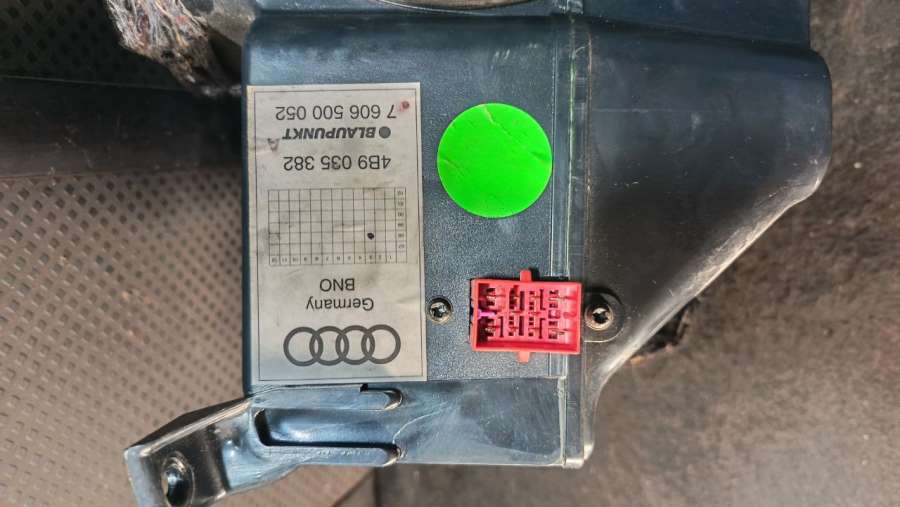 Germany
BNO
4B9 035 382
BLAUPUNKT
7 606 500 052